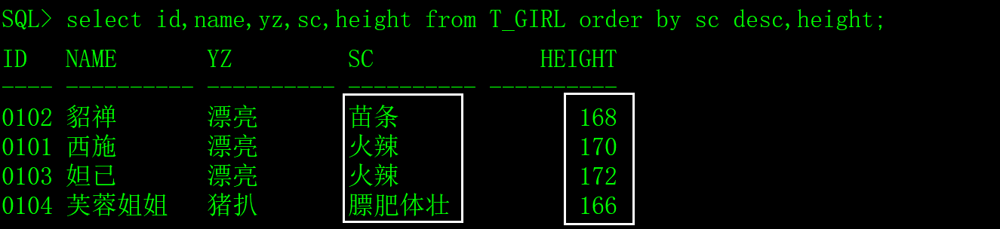 SQL> select id,name,yz,sc,height from T_GIRL order by sc desc,height;
ID NAME YZ SC HEIGHT
---- ---------- ---------- ---------- ----------
0102 貂禅 漂亮 苗条 168
0101 西施 漂亮 火辣 170
0103 妲已 漂亮 火辣 172
0104 芙蓉姐姐 猪扒 膘肥体壮 166